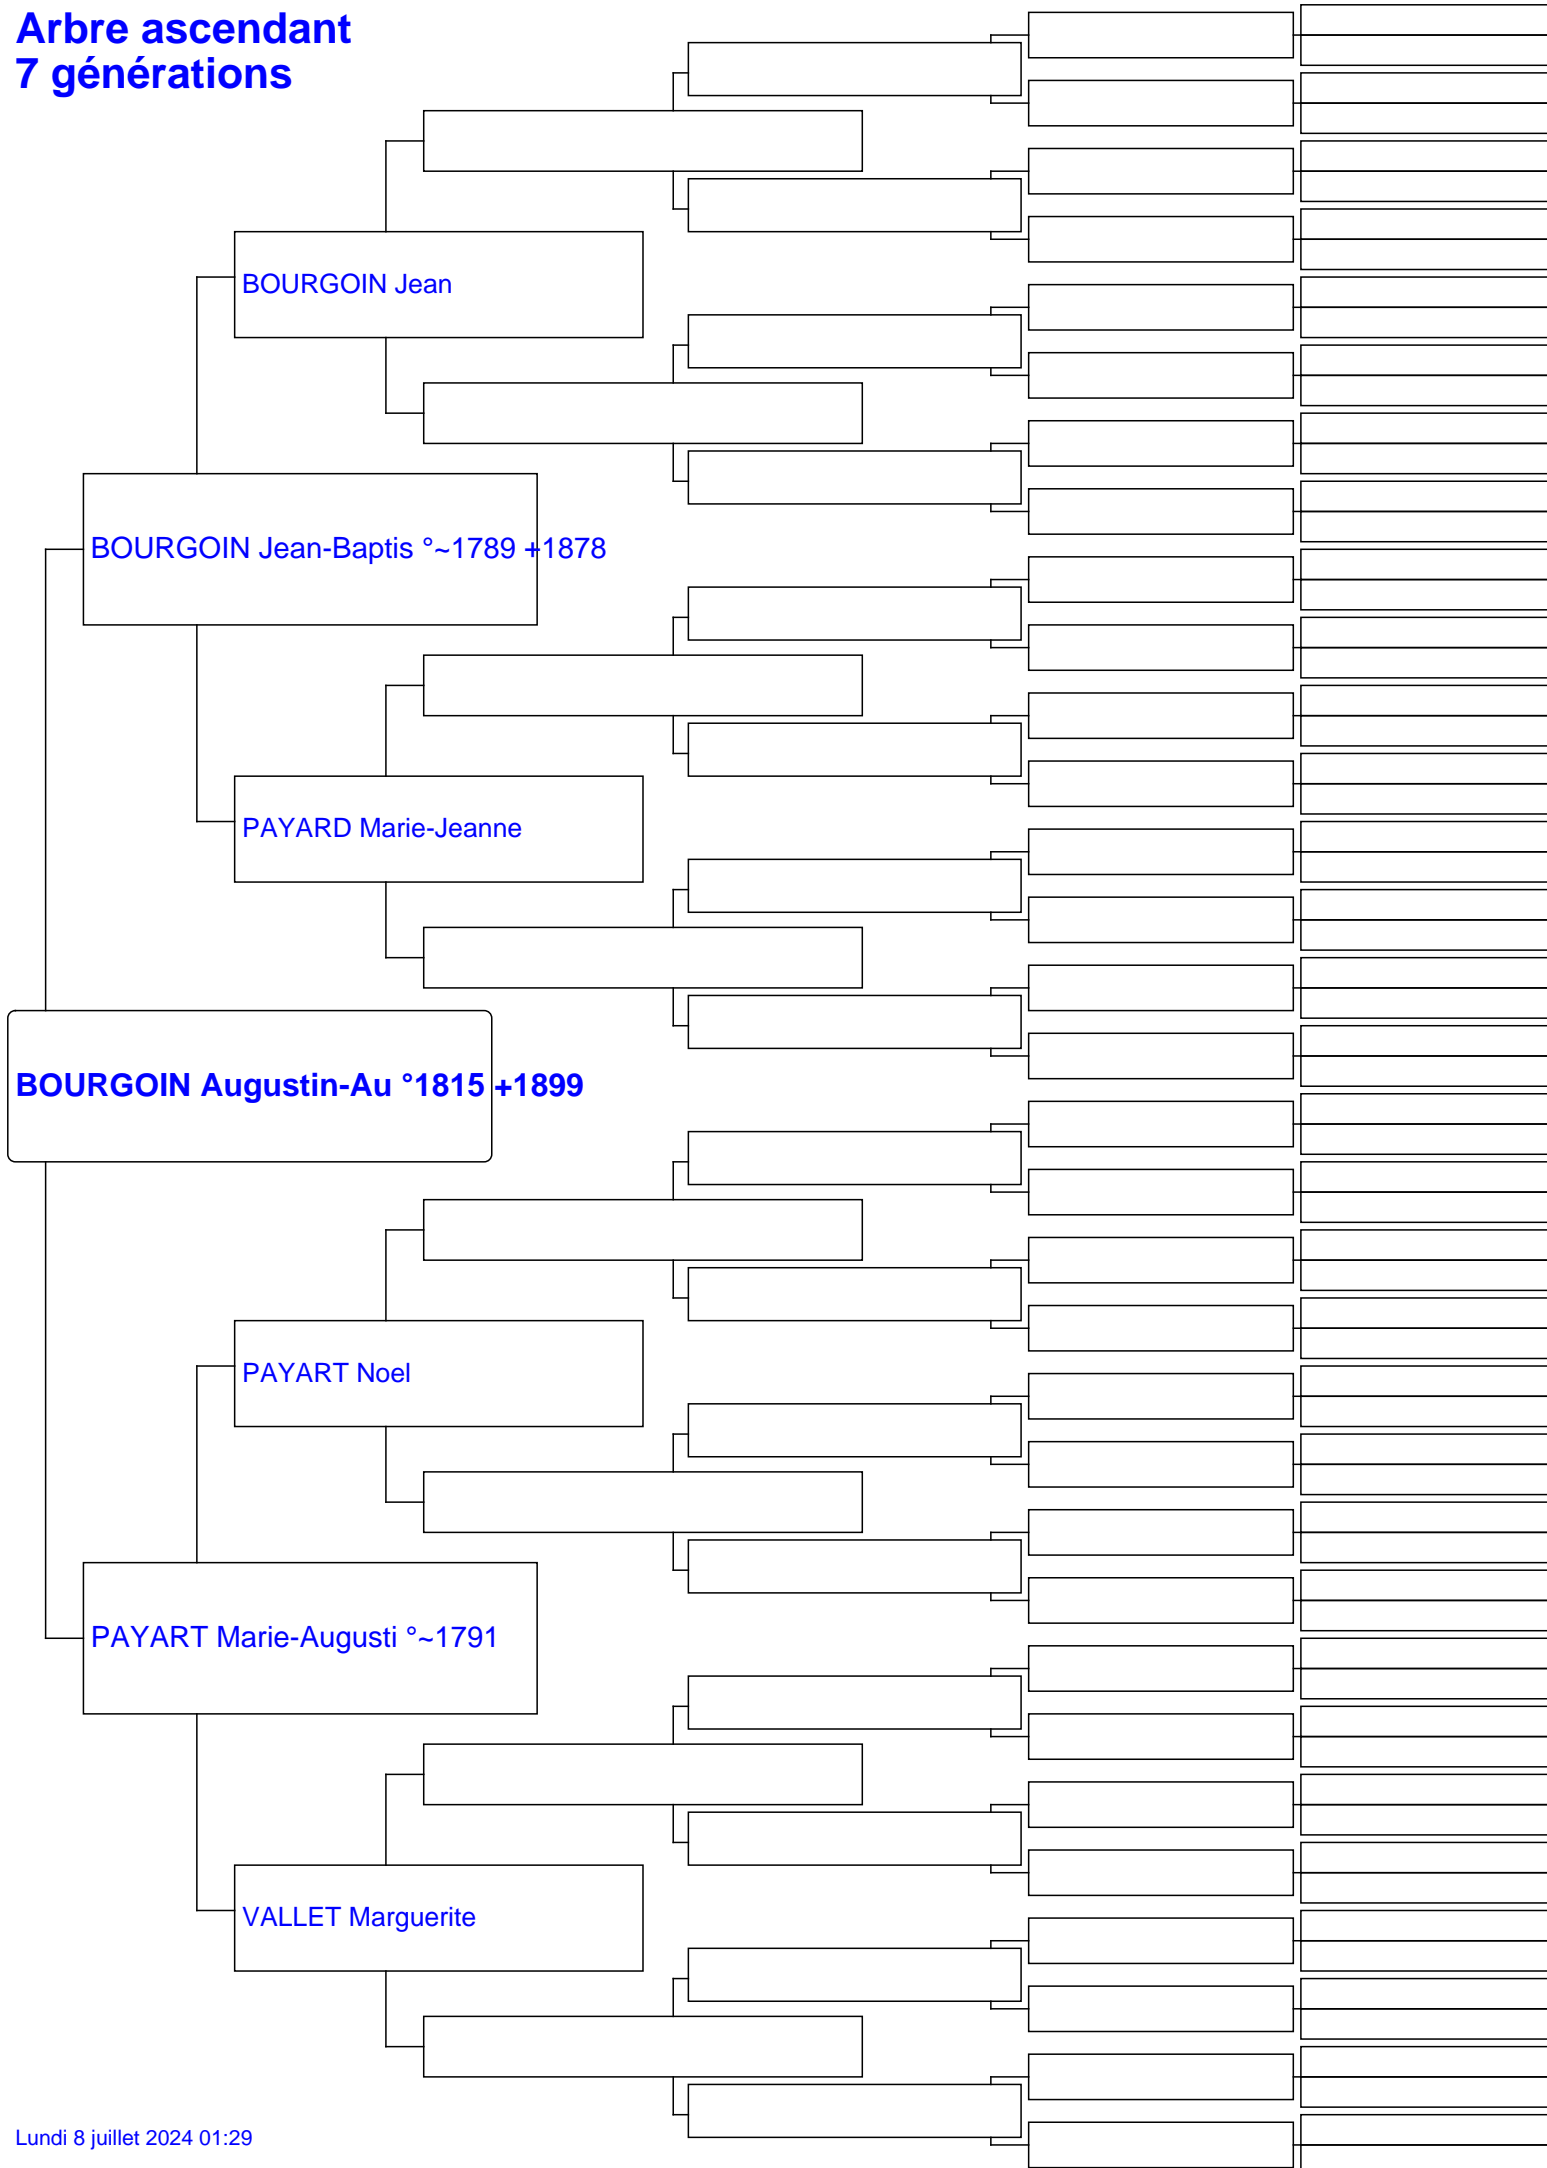 Arbre ascendant
7 générations
BOURGOIN Jean
BOURGOIN Jean-Baptis °~1789 +1878
PAYARD Marie-Jeanne
BOURGOIN Augustin-Au °1815 +1899
PAYART Noel
PAYART Marie-Augusti °~1791
VALLET Marguerite
Lundi 8 juillet 2024 01:29